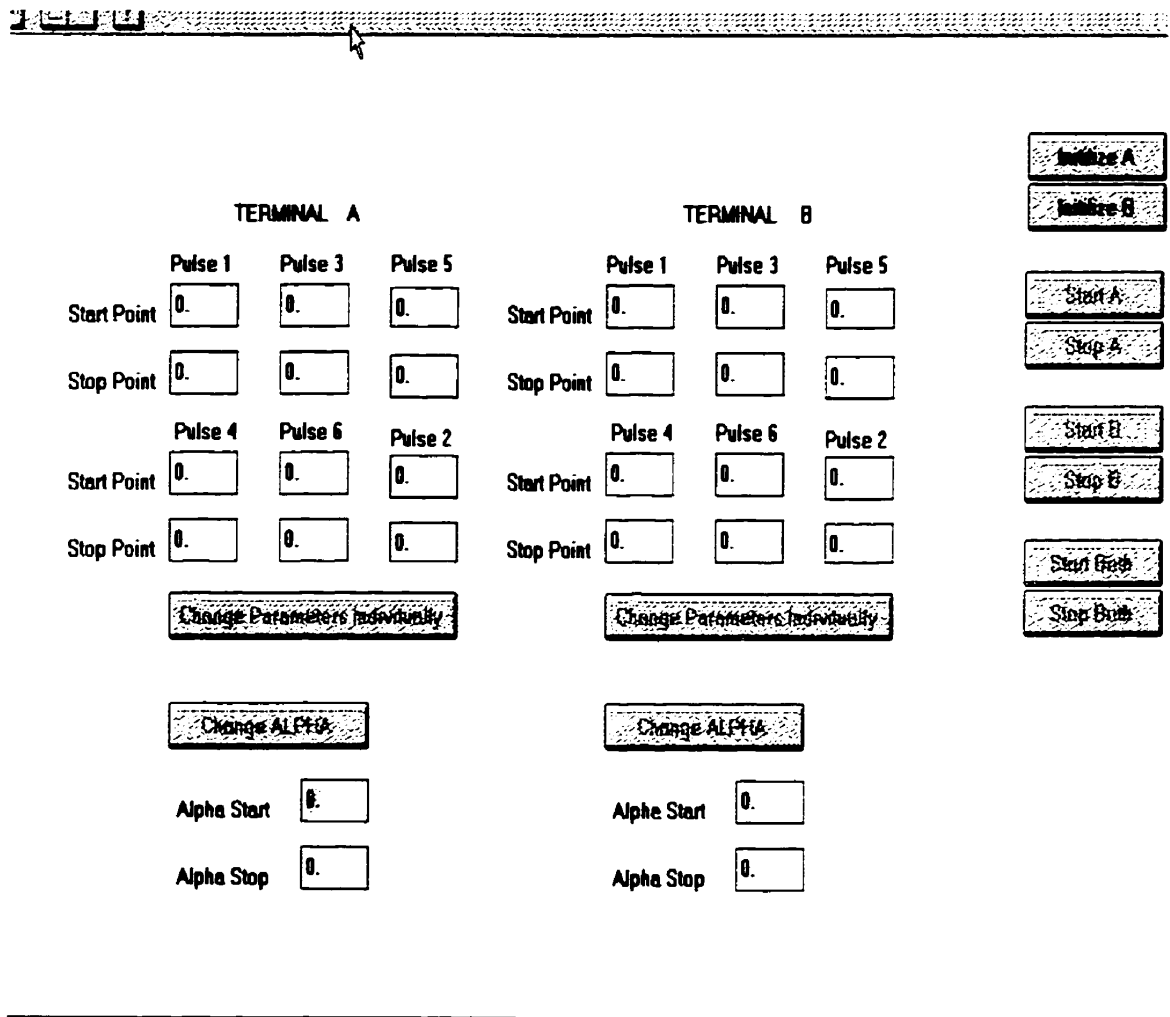 Initilize A
Initilize B
TERMINAL A
TERMINAL B
Pulse 1 Pulse 3 Pulse 5
Pulse 1 Pulse 3 Pulse 5
Start Point 0. 0. 0.
Start Point 0. 0. 0.
Start A
Stop A
Stop Point 0. 0. 0.
Stop Point 0. 0. 0.
Pulse 4 Pulse 6 Pulse 2
Pulse 4 Pulse 6 Pulse 2
Start B
Start Point 0. 0. 0.
Start Point 0. 0. 0.
Stop B
Stop Point 0. 0. 0.
Stop Point 0. 0. 0.
Start Both
Stop Both
Change Parameters Individually
Change Parameters Individually
Change ALPHA
Change ALPHA
Alpha Start 0.
Alpha Start 0.
Alpha Stop 0.
Alpha Stop 0.